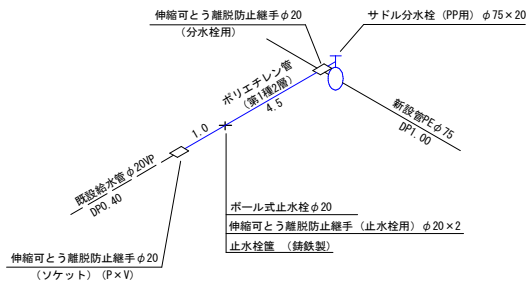 伸縮可とう離脱防止継手φ20
(分水栓用)
サドル分水栓 (PP用) φ75×20
ポリエチレン管
(第1種2層)
4.5
1.0
新設管PEφ75
DP1.00
既設給水管φ20VP
DP0.40
ボール式止水栓φ20
伸縮可とう離脱防止継手 (止水栓用) φ20×2
止水栓筐 (鋳鉄製)
伸縮可とう離脱防止継手φ20
(ソケット) (P×V)